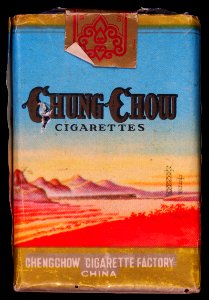 CHUNG-CHOW
CIGARETTES
CHENGCHOW CIGARETTE FACTORY
CHINA